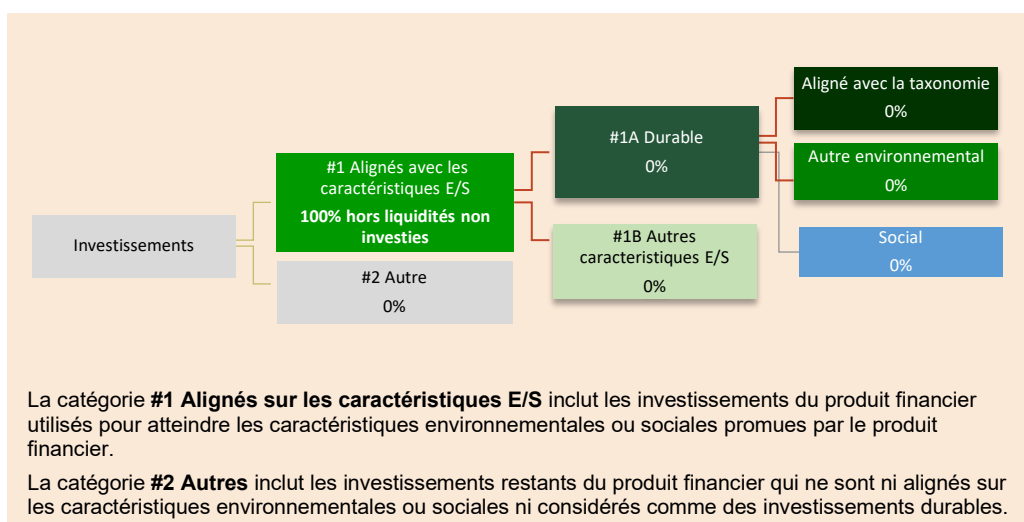 Investissements
#1 Alignés avec les
caractéristiques E/S
100% hors liquidités non
investies
#2 Autre
0%
#1A Durable
0%
#1B Autres
caracteristiques E/S
0%
Aligné avec la taxonomie
0%
Autre environnemental
0%
Social
0%
La catégorie #1 Alignés sur les caractéristiques E/S inclut les investissements du produit financier
utilisés pour atteindre les caractéristiques environnementales ou sociales promues par le produit
financier.
La catégorie #2 Autres inclut les investissements restants du produit financier qui ne sont ni alignés sur
les caractéristiques environnementales ou sociales ni considérés comme des investissements durables.